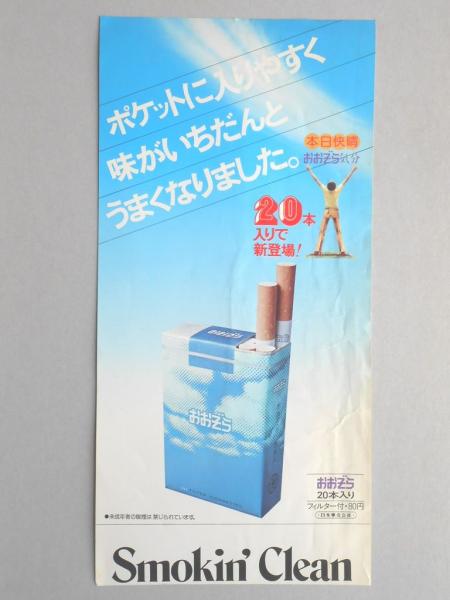 ポケットに入りやすく
味がいちだんと
うまくなりました。
本日快晴
おおぞら気分
20本
入りで
新登場!
おおぞら
おおぞら
20本入り
フィルター付・80円
・日本専売公社・
●未成年者の喫煙は禁じられています。
Smokin' Clean